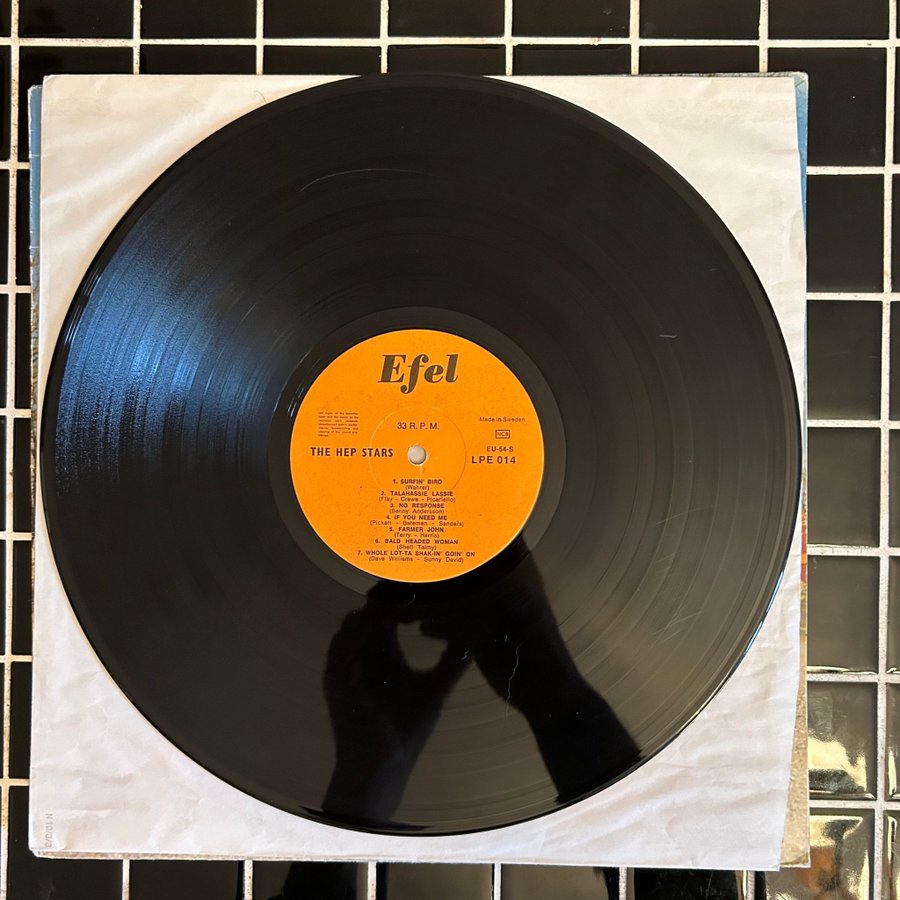 Efel
33 R.P.M.
Made in Sweden
NCB
THE HEP STARS
EU-54-S
LPE 014
1. SURFIN' BIRD
(Wahrer)
2. TALAHASSIE LASSIE
(Flay - Crewe - Picariello)
3. NO RESPONSE
(Benny Andersson)
4. IF YOU NEED ME
(Pickett - Bateman - Sanders)
5. FARMER JOHN
(Terry - Harris)
6. BALD HEADED WOMAN
(Shell Talmy)
7. WHOLE LOT-TA SHAK-IN' GOIN' ON
(Dave Williams - Sunny David)